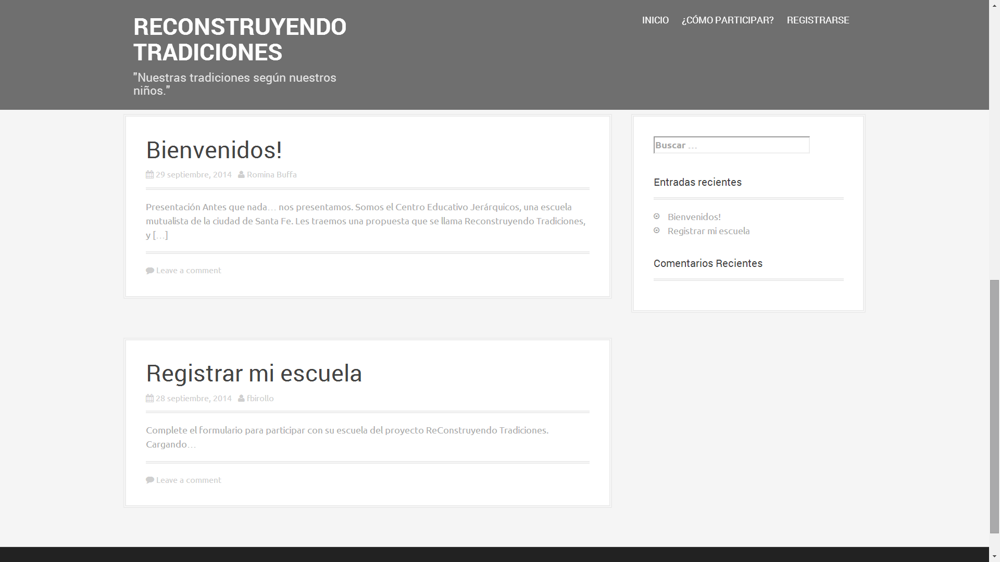 RECONSTRUYENDO
TRADICIONES
"Nuestras tradiciones según nuestros
niños."
INICIO
¿CÓMO PARTICIPAR?
REGISTRARSE
Bienvenidos!
29 septiembre, 2014 Romina Buffa
Presentación Antes que nada… nos presentamos. Somos el Centro Educativo Jerárquicos, una escuela
mutualista de la ciudad de Santa Fe. Les traemos una propuesta que se llama Reconstruyendo Tradiciones,
y […]
Leave a comment
Registrar mi escuela
28 septiembre, 2014 fbirollo
Complete el formulario para participar con su escuela del proyecto ReConstruyendo Tradiciones.
Cargando…
Leave a comment
Buscar …
Entradas recientes
Bienvenidos!
Registrar mi escuela
Comentarios Recientes